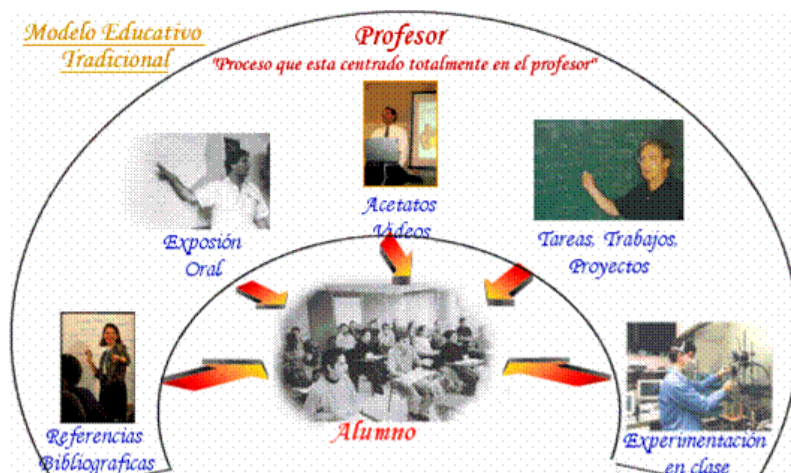 Modelo Educativo
Tradicional
Profesor
"Proceso que esta centrado totalmente en el profesor"
Acetatos
Videos
Exposión
Oral
Tareas, Trabajos,
Proyectos
Referencias
Bibliograficas
Alumno
Experimentación
en clase